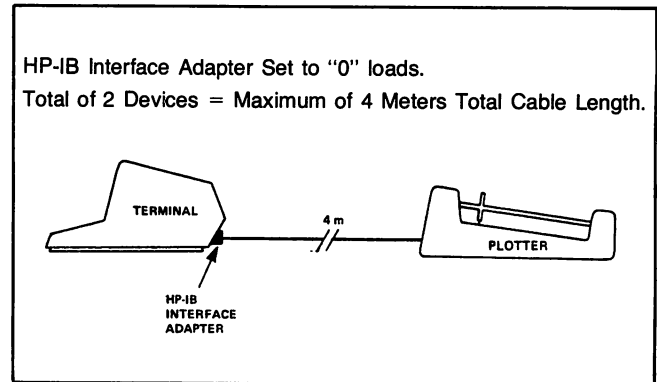 HP-IB Interface Adapter Set to “0” loads.
Total of 2 Devices = Maximum of 4 Meters Total Cable Length.
TERMINAL
4 m
PLOTTER
HP-IB
INTERFACE
ADAPTER